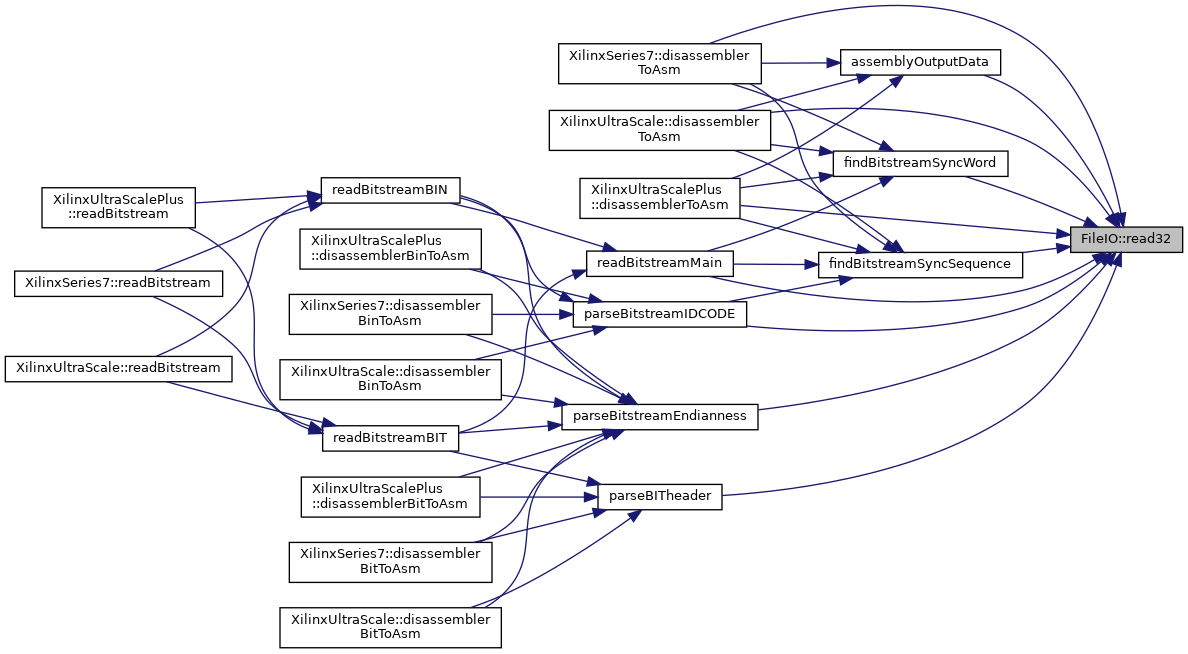 XilinxSeries7::disassembler
ToAsm
assemblyOutputData
XilinxUltraScale::disassembler
ToAsm
findBitstreamSyncWord
XilinxUltraScalePlus
::disassemblerToAsm
readBitstreamBIN
XilinxUltraScalePlus
::readBitstream
FileIO::read32
XilinxUltraScalePlus
::disassemblerBinToAsm
readBitstreamMain
findBitstreamSyncSequence
XilinxSeries7::readBitstream
XilinxSeries7::disassembler
BinToAsm
parseBitstreamIDCODE
XilinxUltraScale::readBitstream
XilinxUltraScale::disassembler
BinToAsm
parseBitstreamEndianness
readBitstreamBIT
XilinxUltraScalePlus
::disassemblerBitToAsm
parseBITheader
XilinxSeries7::disassembler
BitToAsm
XilinxUltraScale::disassembler
BitToAsm